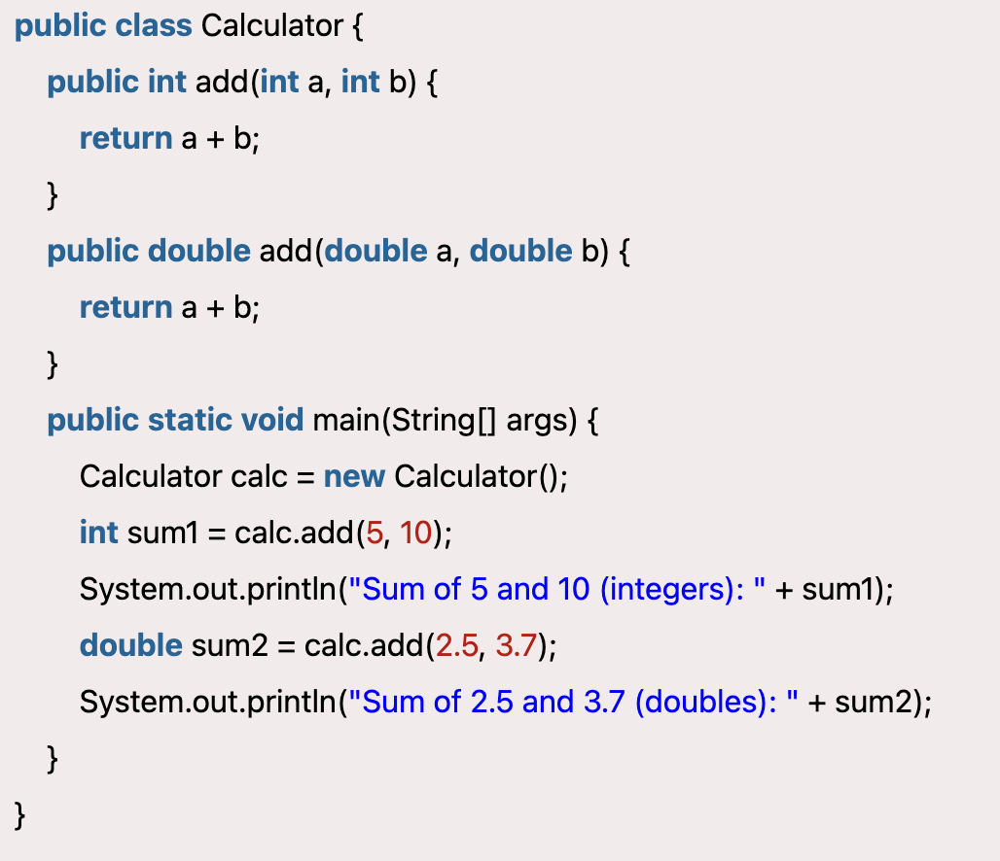 public class Calculator {
public int add(int a, int b) {
return a + b;
}
public double add(double a, double b) {
return a + b;
}
public static void main(String[] args) {
Calculator calc = new Calculator();
int sum1 = calc.add(5, 10);
System.out.println("Sum of 5 and 10 (integers): " + sum1);
double sum2 = calc.add(2.5, 3.7);
System.out.println("Sum of 2.5 and 3.7 (doubles): " + sum2);
}
}